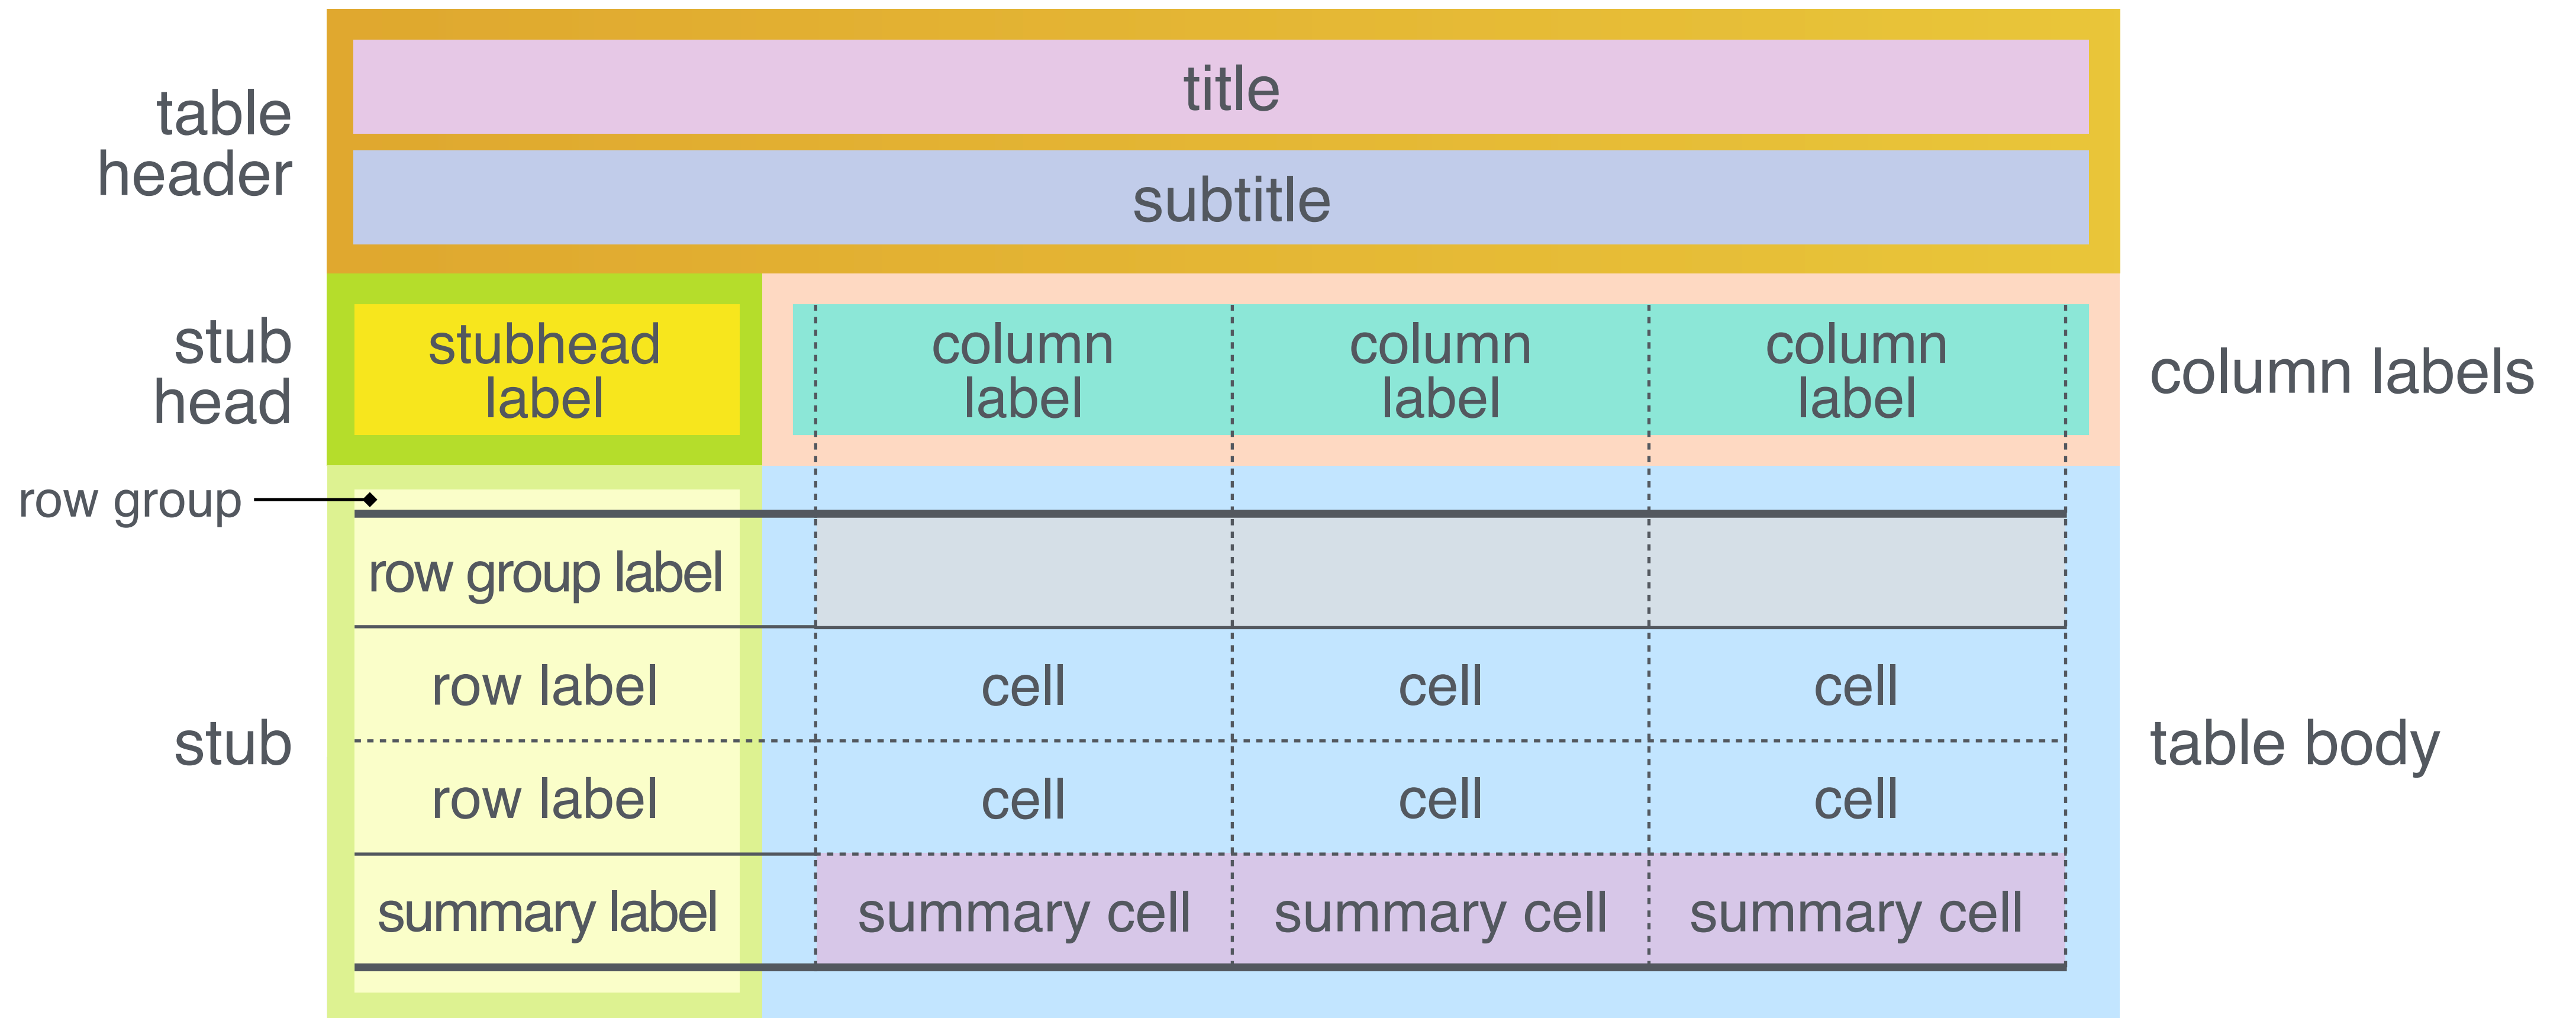 title
table
header
subtitle
stub
head
stubhead
label
column
label
column
label
column
label
column labels
row group
row group label
row label
cell
cell
cell
stub
table body
row label
cell
cell
cell
summary label
summary cell
summary cell
summary cell